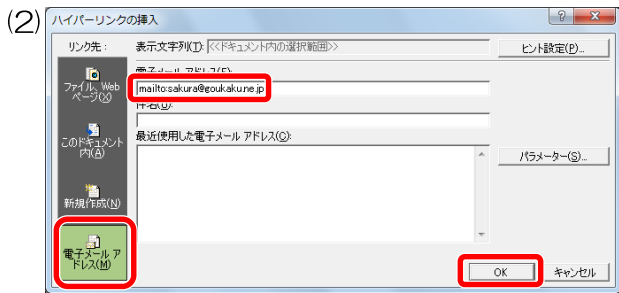 (2)
ハイパーリンクの挿入
リンク先:
表示文字列(T): <<ドキュメント内の選択範囲>>
ヒント設定(P)...
ファイル、Web
ページ(X)
電子メール アドレス(E):
mailto:sakura@goukaku.ne.jp
件名(U):
このドキュメント
内(A)
最近使用した電子メール アドレス(C):
パラメーター(S)...
新規作成(N)
電子メール ア
ドレス(M)
OK
キャンセル